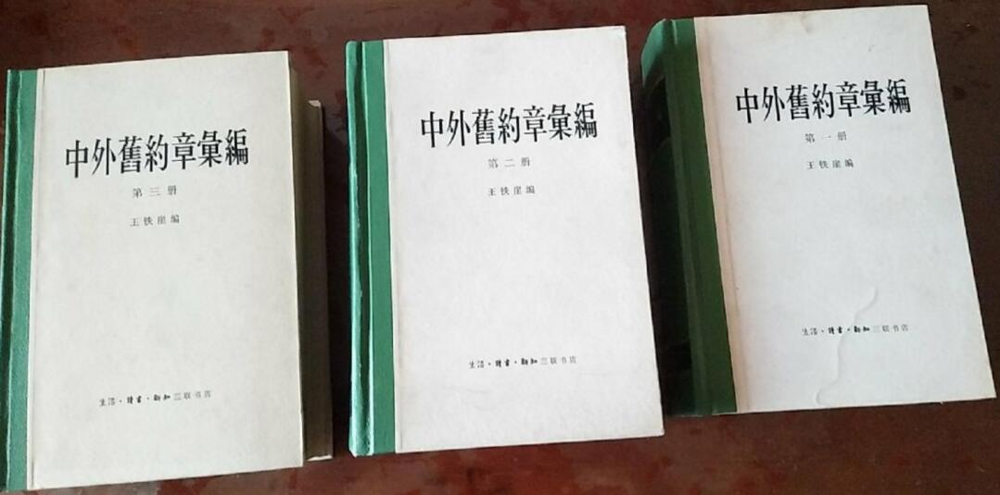 中外舊約章彙編
第三册
王铁崖编
生活·讀書·新知三联书店
中外舊約章彙編
第二册
王铁崖编
生活·讀書·新知三联书店
中外舊約章彙編
第一册
王铁崖编
生活·讀書·新知三联书店